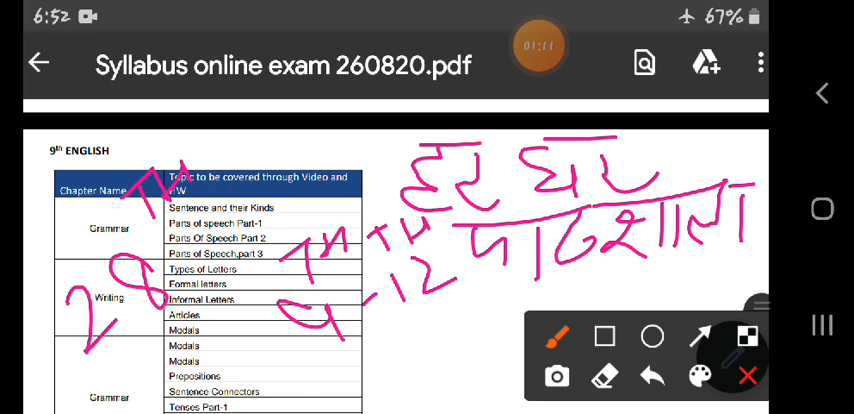 6:52
67%
01:11
Syllabus online exam 260820.pdf
9th ENGLISH
Chapter Name
Topic to be covered through Video and
HW
Grammar
Sentence and their Kinds
Parts of speech Part-1
Parts Of Speech Part 2
Parts of Speech,part 3
Writing
Types of Letters
Formal letters
Informal Letters
Articles
Modals
Grammar
Modals
Modals
Prepositions
Sentence Connectors
Tenses Part-1
हर घर
पाठशाला
28